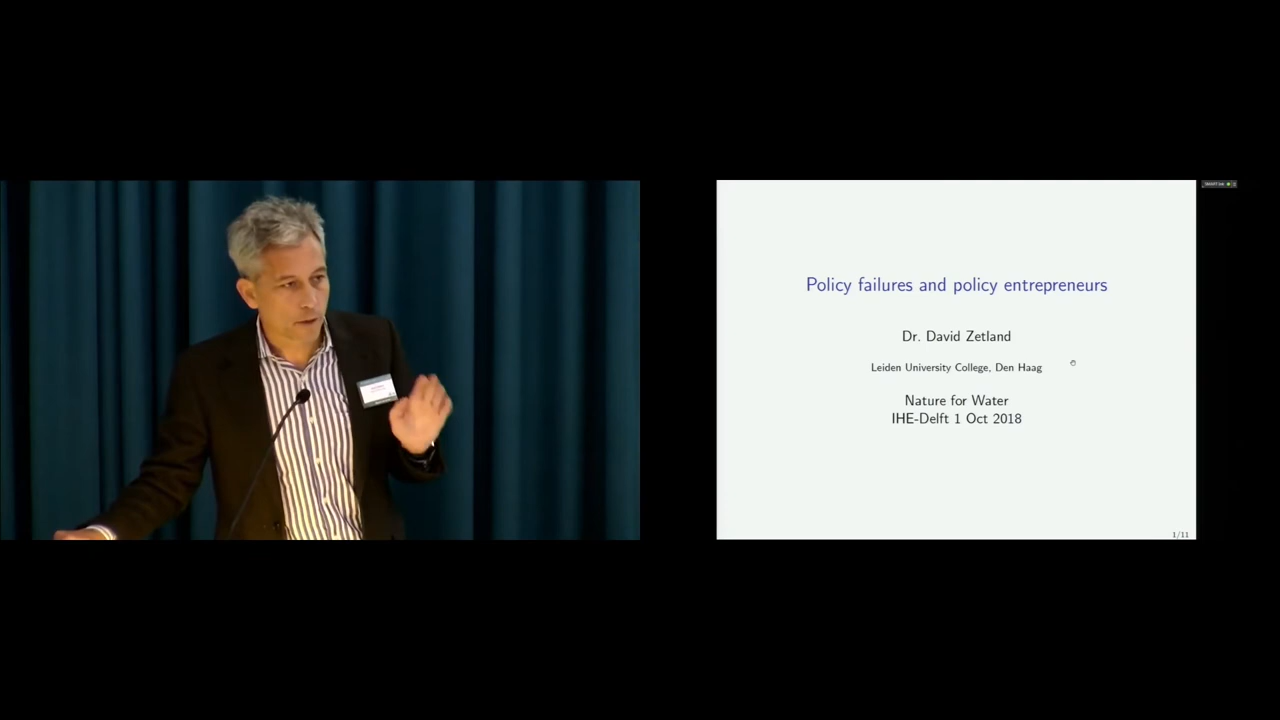 Policy failures and policy entrepreneurs
Dr. David Zetland
Leiden University College, Den Haag
Nature for Water
IHE-Delft 1 Oct 2018
1/11